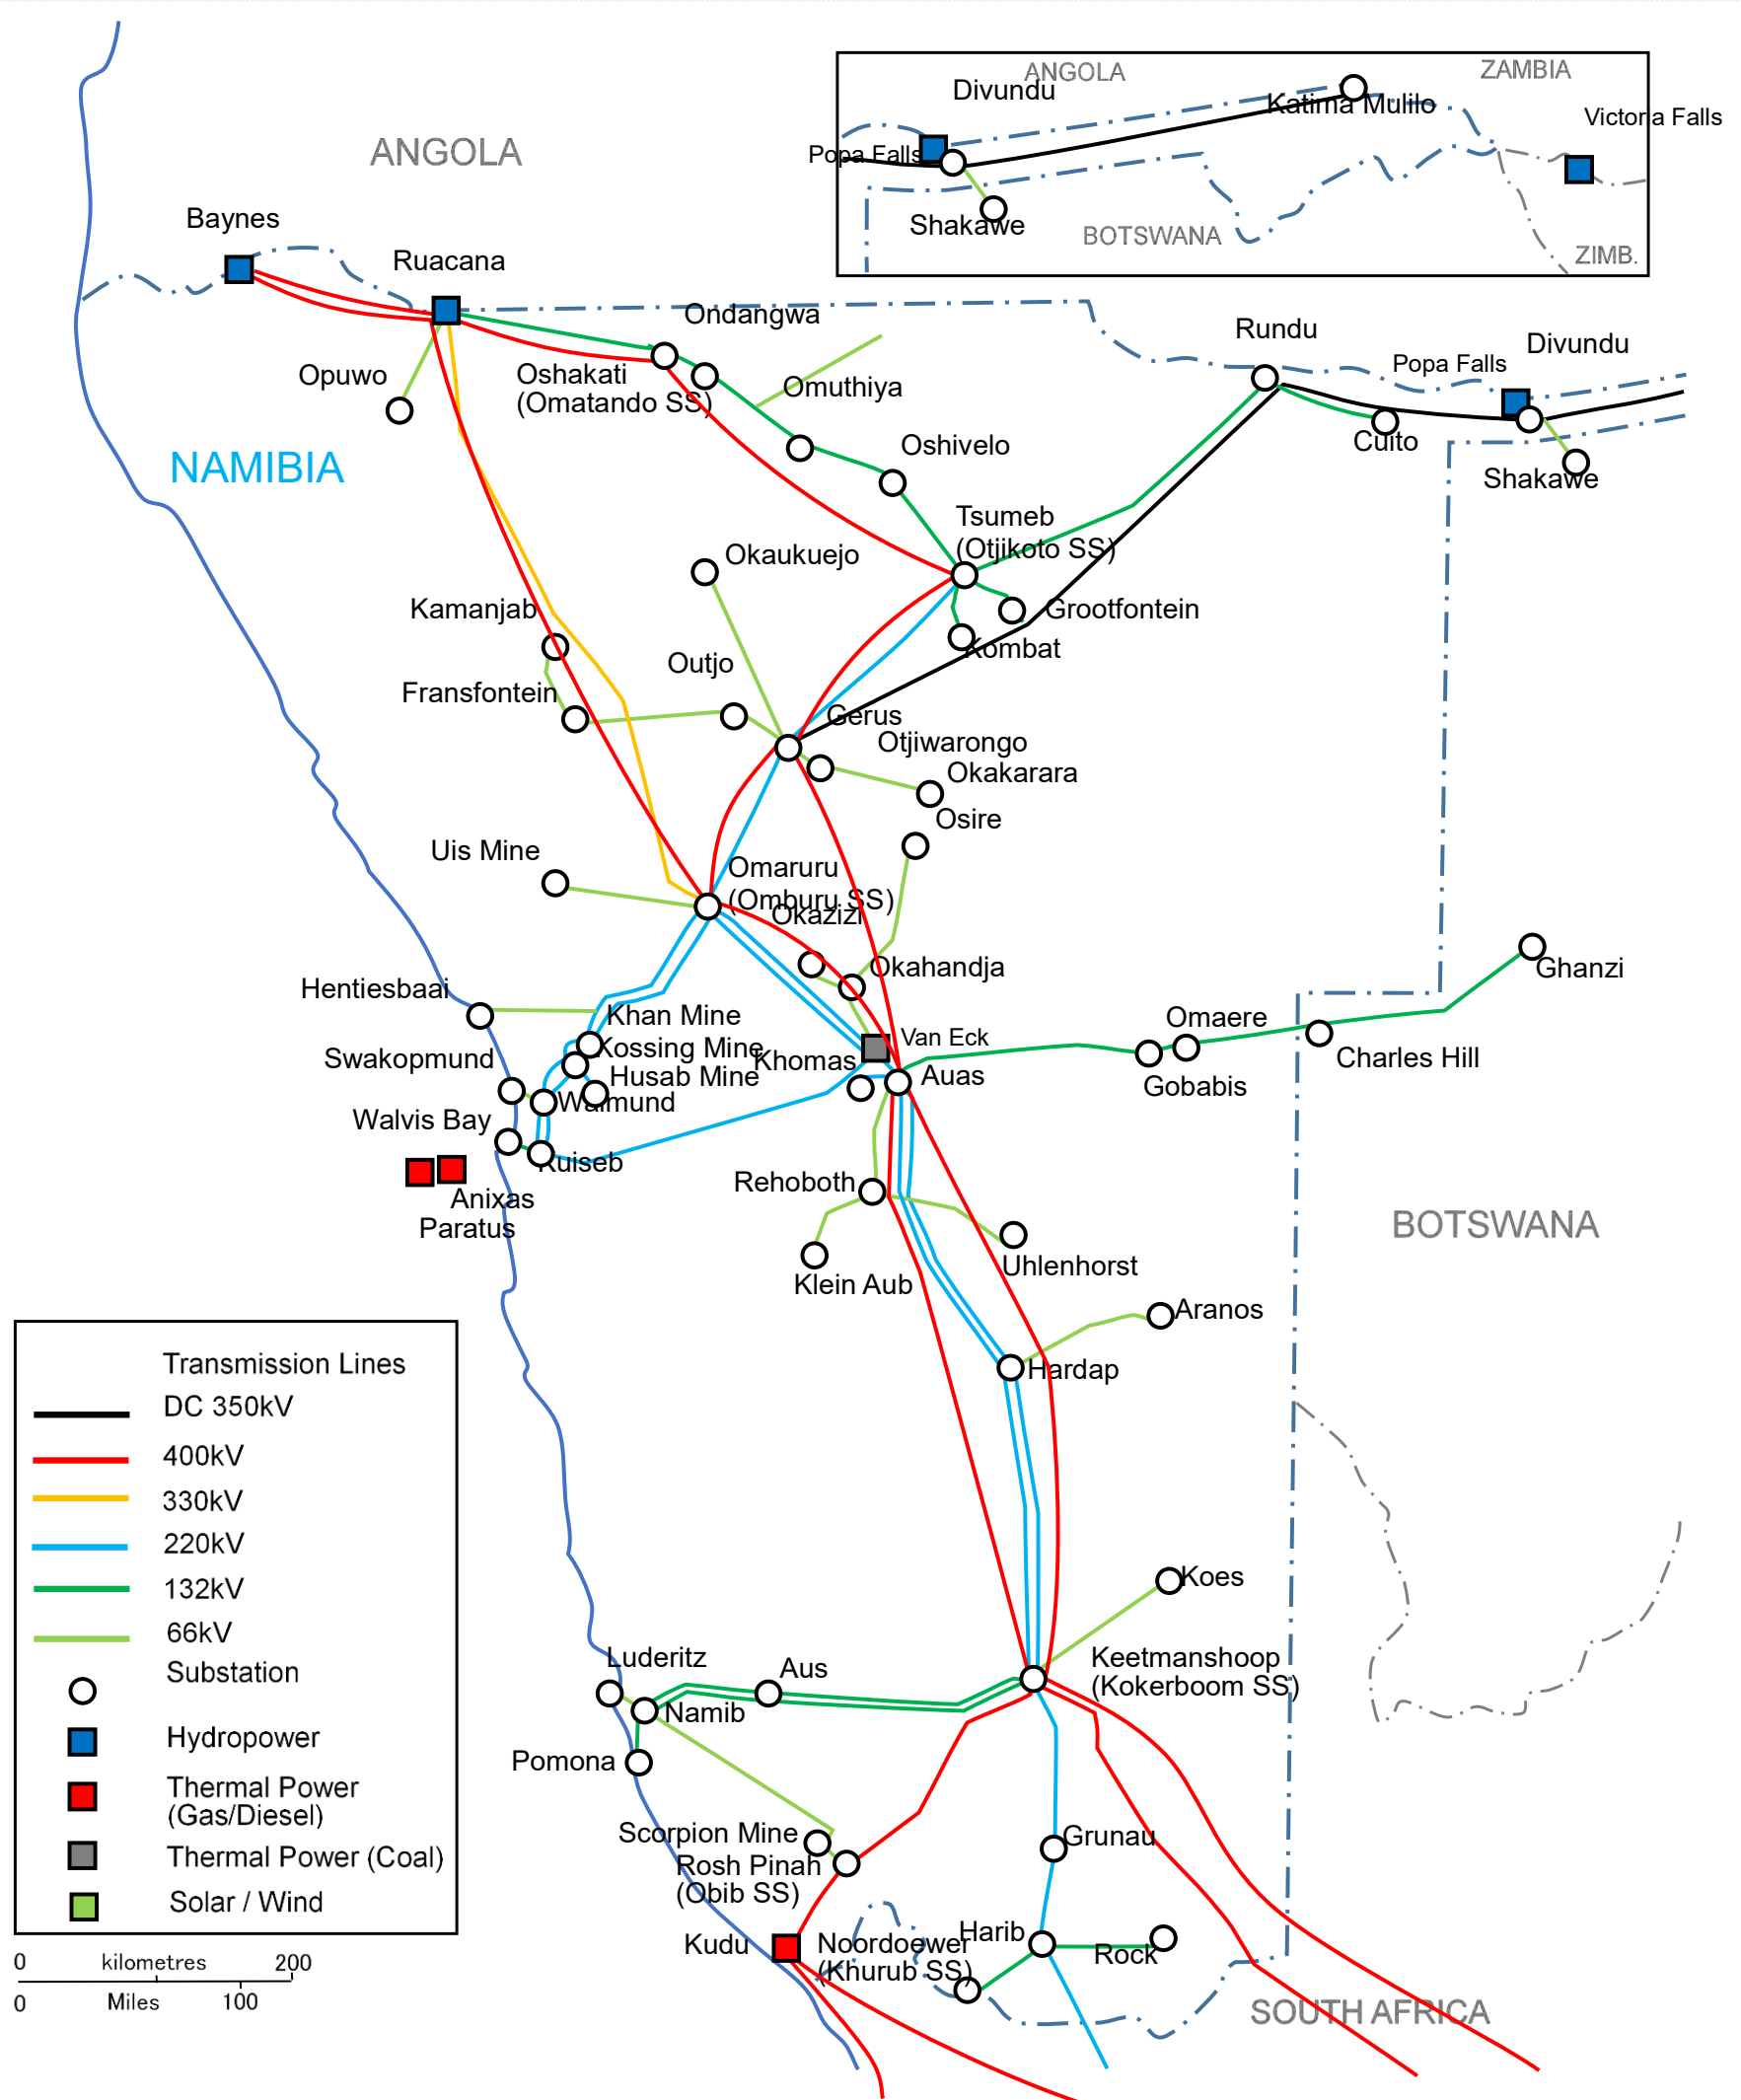 ANGOLA
ZAMBIA
Divundu
Katima Mulilo
Victoria Falls
Popa Falls
Shakawe
BOTSWANA
ZIMB.
ANGOLA
Baynes
Ruacana
Ondangwa
Rundu
Popa Falls
Divundu
Opuwo
Oshakati
(Omatando SS)
Omuthiya
Cuito
Oshivelo
Shakawe
NAMIBIA
Tsumeb
(Otjikoto SS)
Okaukuejo
Kamanjab
Grootfontein
Kombat
Outjo
Fransfontein
Gerus
Otjiwarongo
Okakarara
Osire
Uis Mine
Omaruru
(Omburu SS)
Okazizi
Okahandja
Ghanzi
Hentiesbaai
Khan Mine
Omaere
Van Eck
Rossing Mine
Khomas
Swakopmund
Charles Hill
Husab Mine
Auas
Gobabis
Walmund
Walvis Bay
Kuiseb
Rehoboth
Anixas
Paratus
BOTSWANA
Uhlenhorst
Klein Aub
Aranos
Hardap
Transmission Lines
DC 350kV
400kV
330kV
220kV
132kV
66kV
Substation
Hydropower
Thermal Power
(Gas/Diesel)
Thermal Power (Coal)
Solar / Wind
Koes
Luderitz
Aus
Keetmanshoop
(Kokerboom SS)
Namib
Pomona
Scorpion Mine
Grunau
Rosh Pinah
(Obib SS)
Harib
Kudu
Noordoewer
(Khurub SS)
Rock
SOUTH AFRICA
0 kilometres 200
0 Miles 100